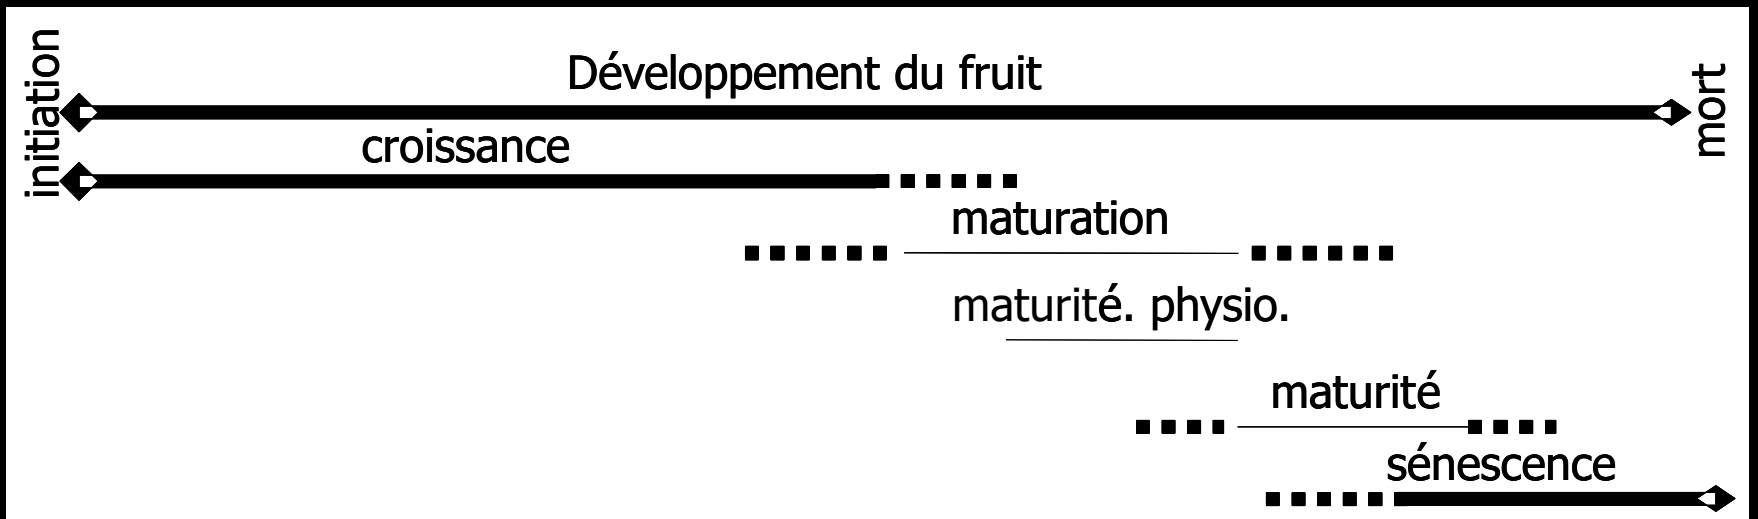 initiation
Développement du fruit
mort
croissance
maturation
maturité. physio.
maturité
sénescence